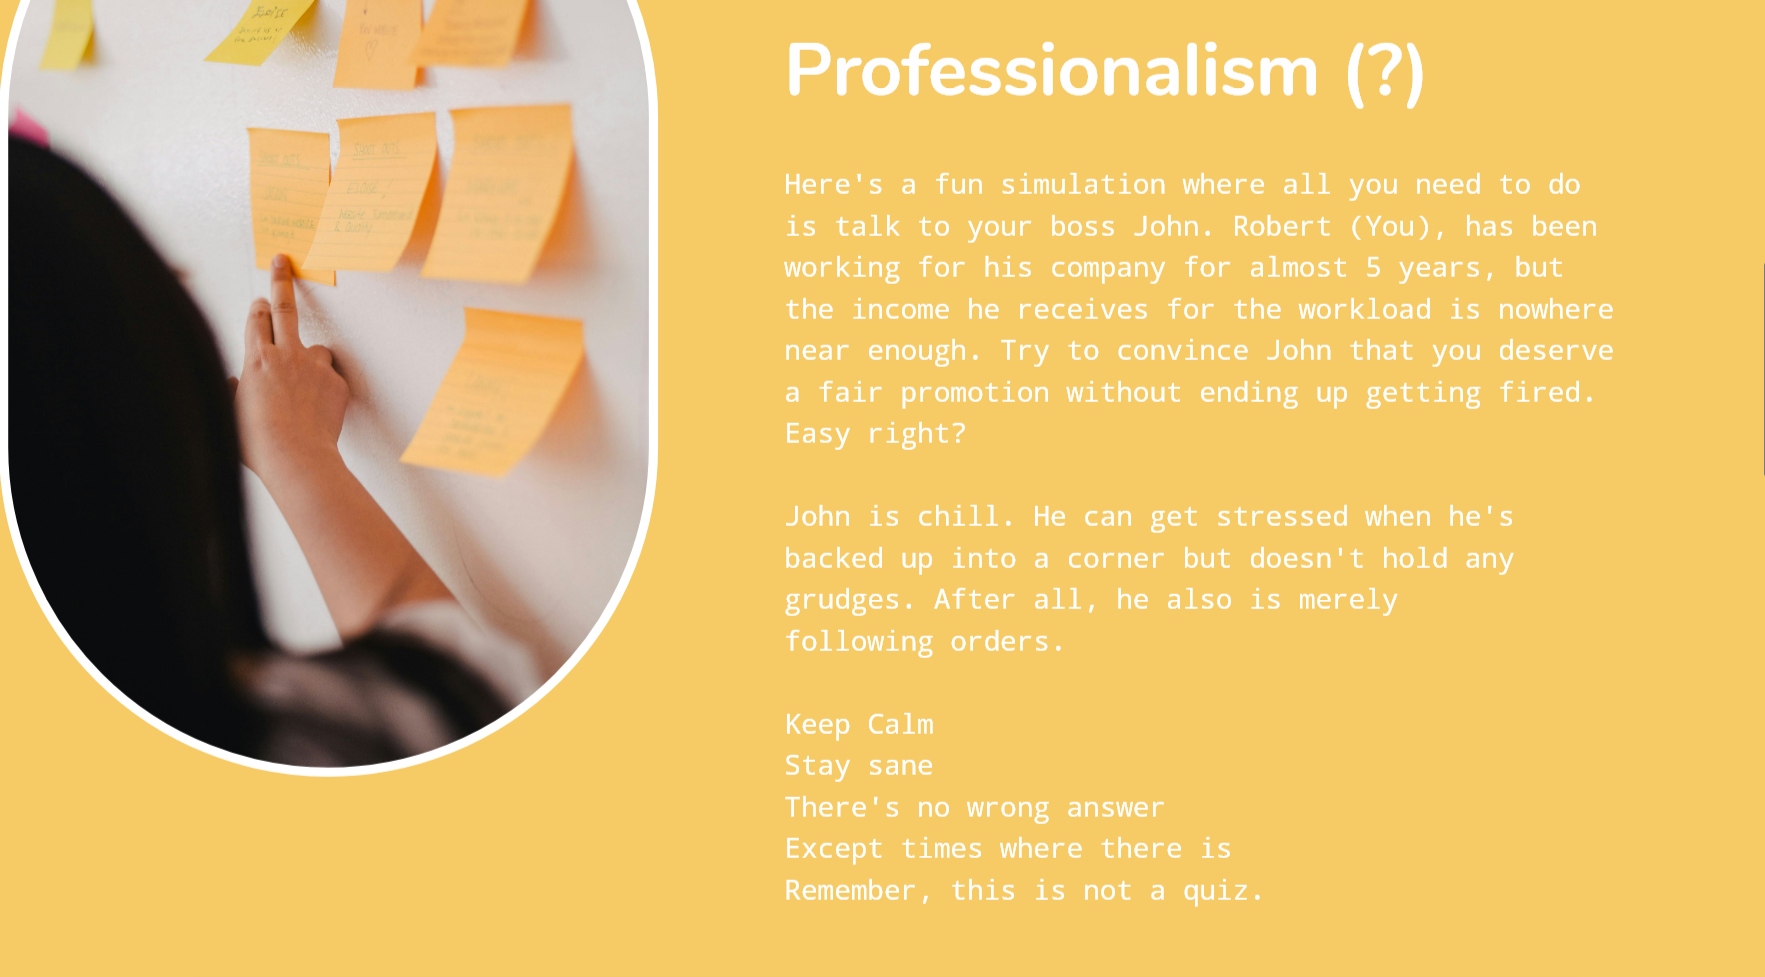 Professionalism (?)
Here's a fun simulation where all you need to do
is talk to your boss John. Robert (You), has been
working for his company for almost 5 years, but
the income he receives for the workload is nowhere
near enough. Try to convince John that you deserve
a fair promotion without ending up getting fired.
Easy right?
John is chill. He can get stressed when he's
backed up into a corner but doesn't hold any
grudges. After all, he also is merely
following orders.
Keep Calm
Stay sane
There's no wrong answer
Except times where there is
Remember, this is not a quiz.